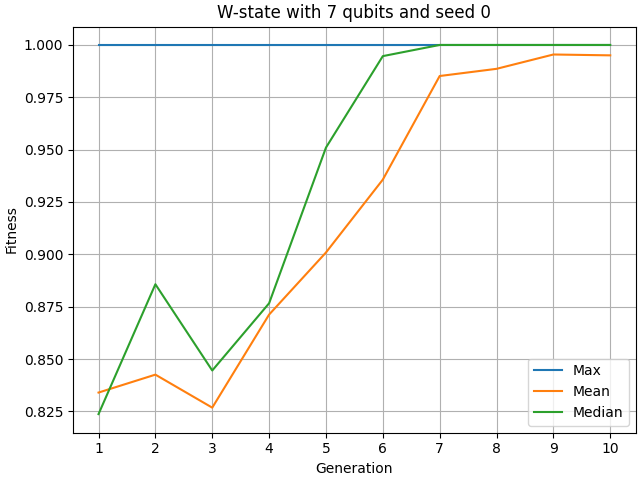 W-state with 7 qubits and seed 0
1.000
0.975
0.950
0.925
0.900
0.875
0.850
0.825
Fitness
Max
Mean
Median
1 2 3 4 5 6 7 8 9 10
Generation